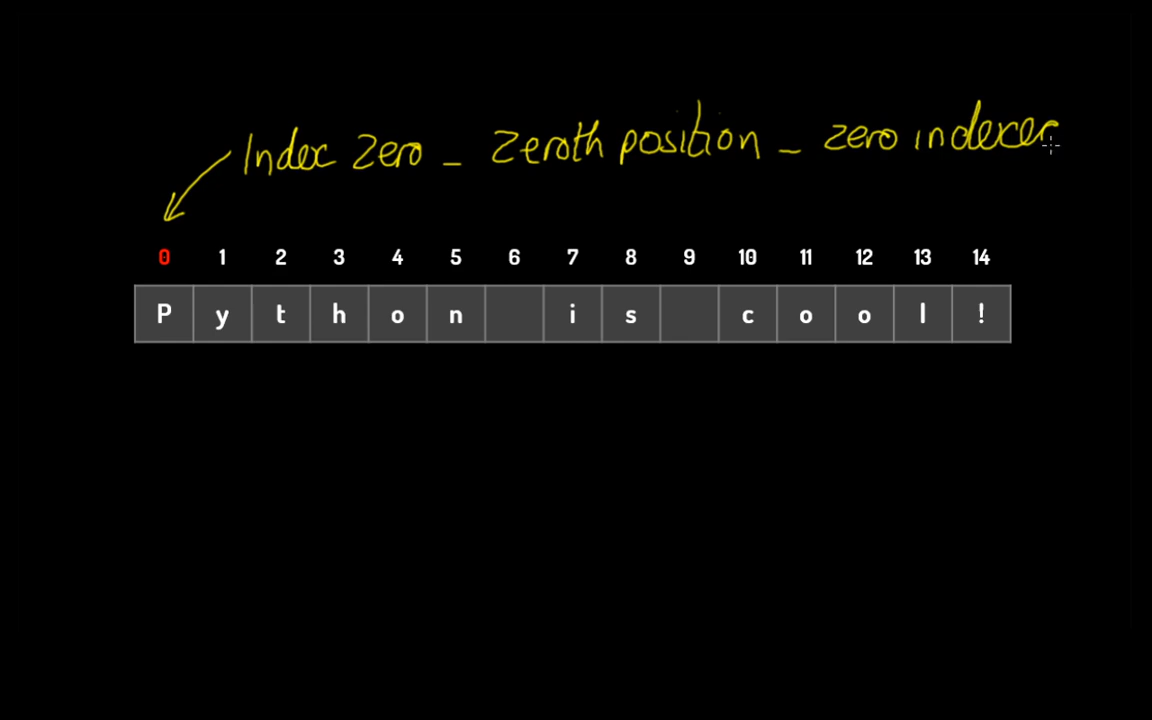 Index zero - Zeroth position - zero indexer
0 1 2 3 4 5 6 7 8 9 10 11 12 13 14
P y t h o n i s c o o l !